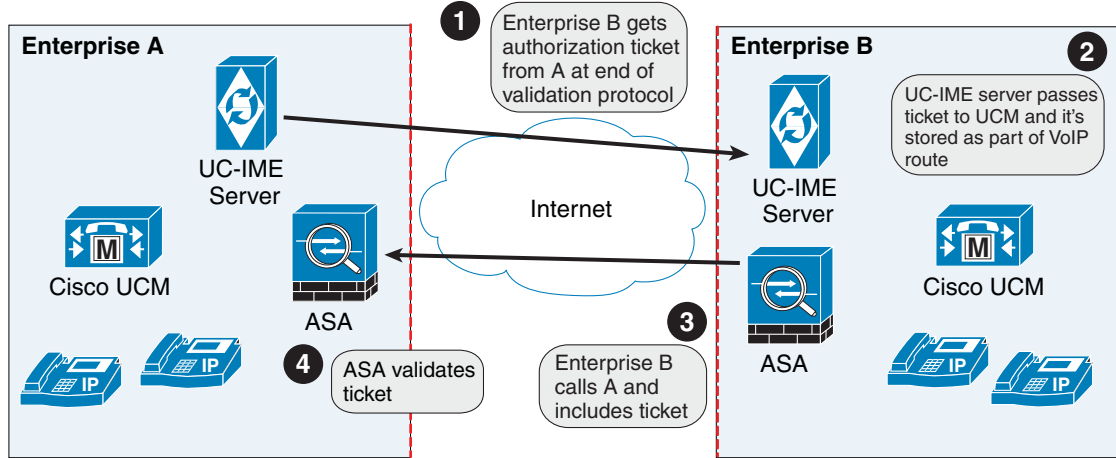 Enterprise A
1
Enterprise B gets
authorization ticket
from A at end of
validation protocol
Enterprise B
2
UC-IME server passes
ticket to UCM and it's
stored as part of VoIP
route
UC-IME
Server
Internet
UC-IME
Server
M
Cisco UCM
M
Cisco UCM
ASA
ASA
IP
IP
4
ASA validates
ticket
3
Enterprise B
calls A and
includes ticket
IP
IP